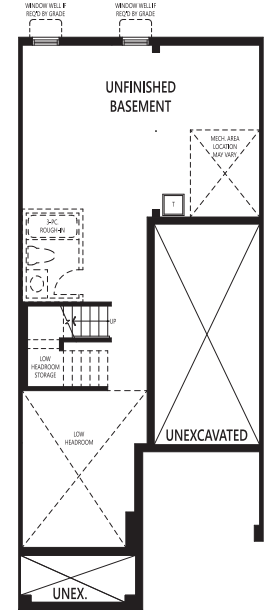 WINDOW WELL IF
REQ'D BY GRADE
WINDOW WELL IF
REQ'D BY GRADE
UNFINISHED
BASEMENT
MECH. AREA
LOCATION
MAY VARY
T
3-PC
ROUGH-IN
UP
LOW
HEADROOM
STORAGE
LOW
HEADROOM
UNEXCAVATED
UNEX.